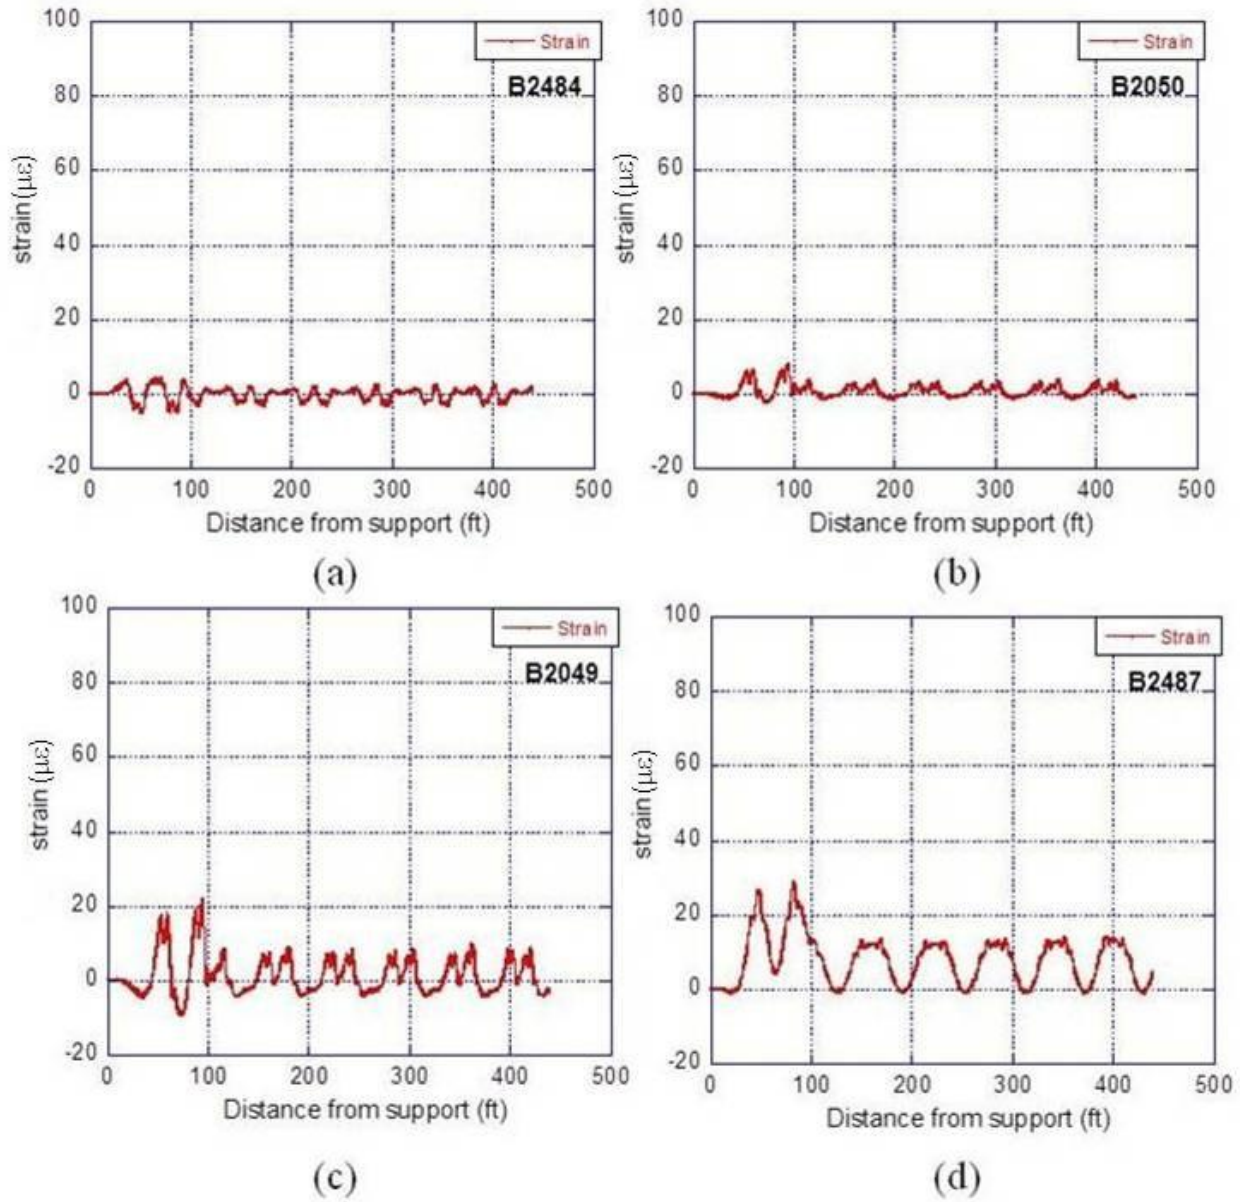 100
Strain
B2484
80
60
40
20
0
-20
strain (με)
0 100 200 300 400 500
Distance from support (ft)
(a)
100
Strain
B2050
80
60
40
20
0
-20
strain (με)
0 100 200 300 400 500
Distance from support (ft)
(b)
100
Strain
B2049
80
60
40
20
0
-20
strain (με)
0 100 200 300 400 500
Distance from support (ft)
(c)
100
Strain
B2487
80
60
40
20
0
-20
strain (με)
0 100 200 300 400 500
Distance from support (ft)
(d)